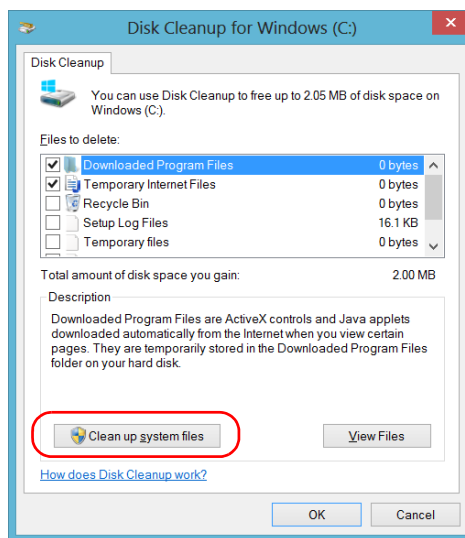 Disk Cleanup for Windows (C:)
Disk Cleanup
You can use Disk Cleanup to free up to 2.05 MB of disk space on
Windows (C:).
Files to delete:
Downloaded Program Files 0 bytes
Temporary Internet Files 0 bytes
Recycle Bin 0 bytes
Setup Log Files 16.1 KB
Temporary files 0 bytes
Total amount of disk space you gain: 2.00 MB
Description
Downloaded Program Files are ActiveX controls and Java applets
downloaded automatically from the Internet when you view certain
pages. They are temporarily stored in the Downloaded Program Files
folder on your hard disk.
Clean up system files View Files
How does Disk Cleanup work?
OK Cancel